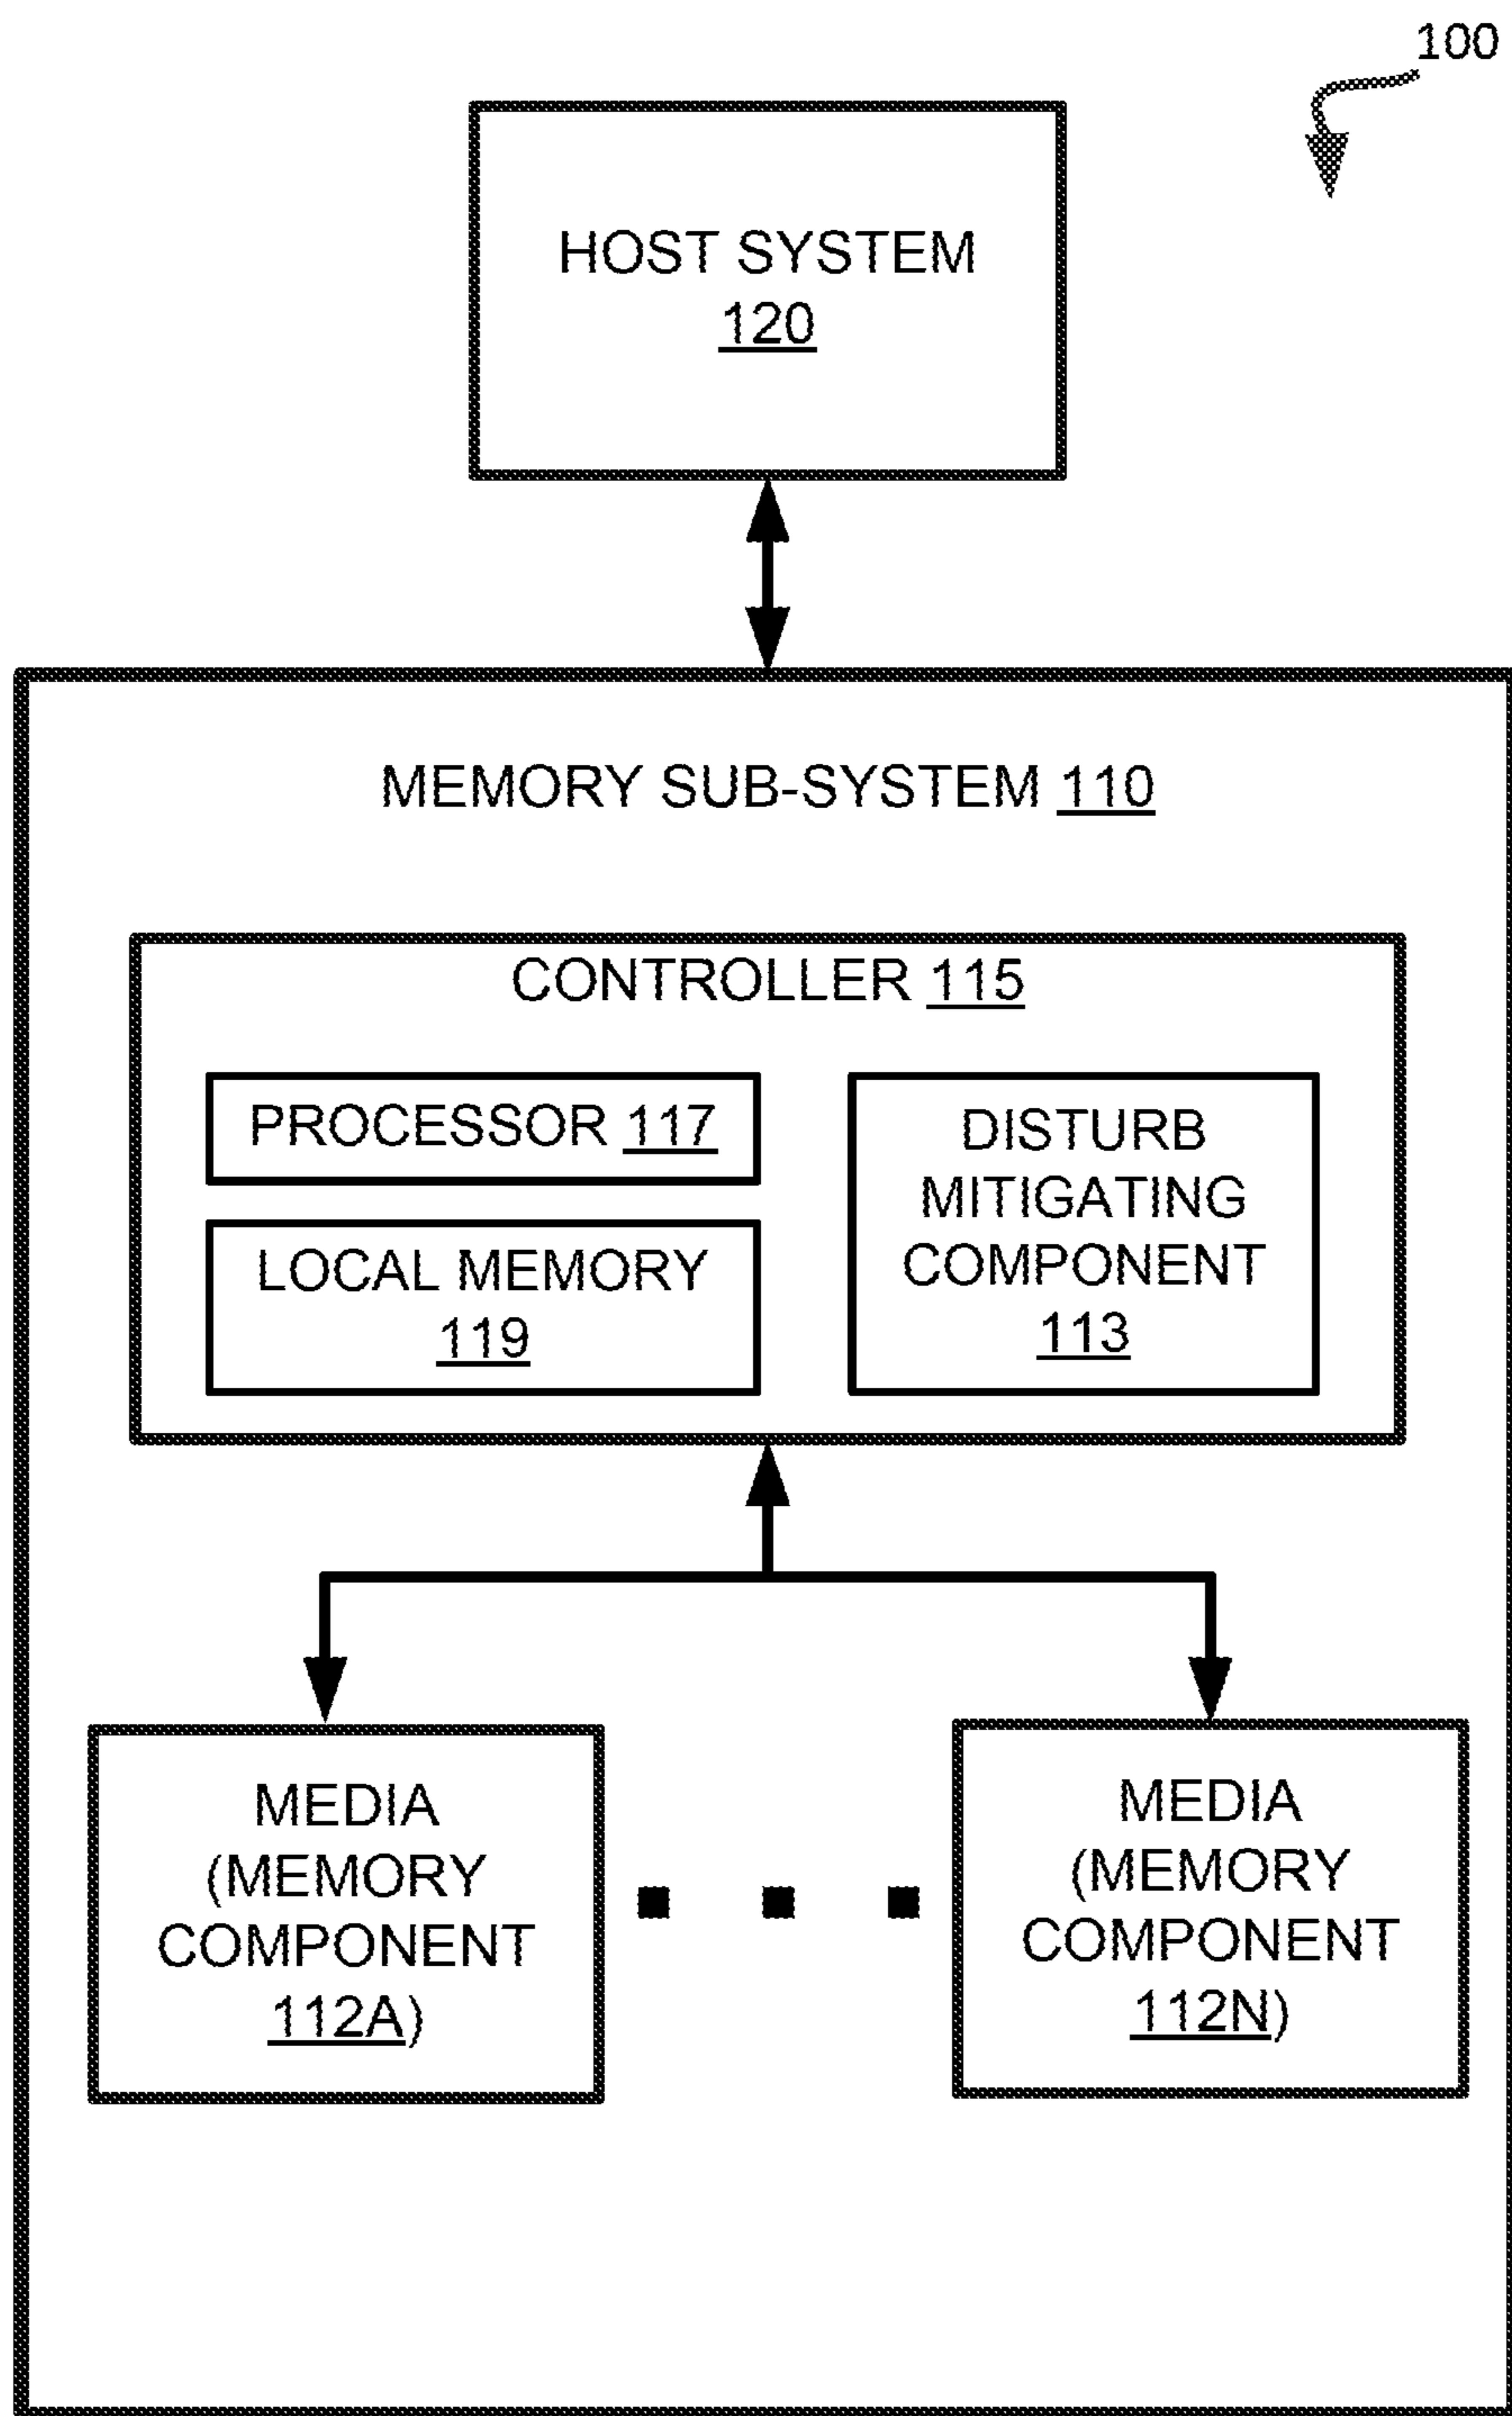 100
HOST SYSTEM
120
MEMORY SUB-SYSTEM 110
CONTROLLER 115
PROCESSOR 117
LOCAL MEMORY
119
DISTURB
MITIGATING
COMPONENT
113
MEDIA
(MEMORY
COMPONENT
112A)
MEDIA
(MEMORY
COMPONENT
112N)